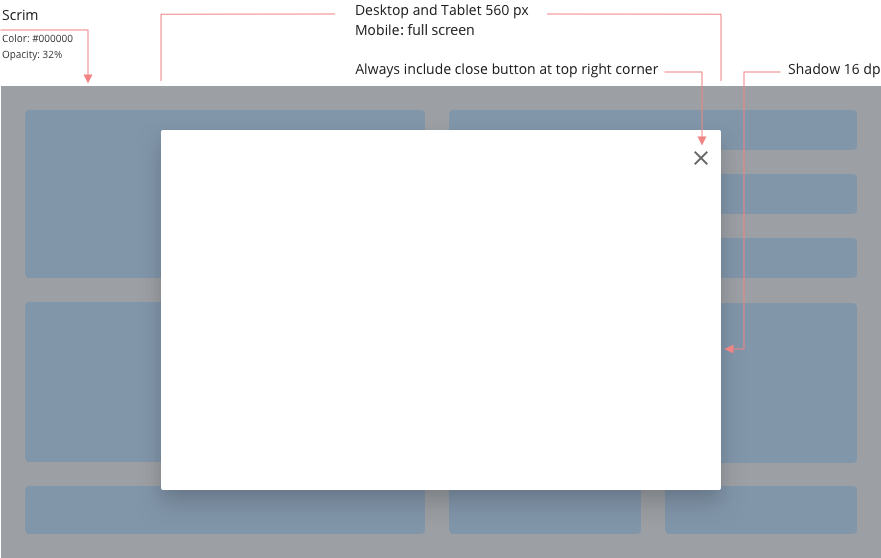 Scrim
Color: #000000
Opacity: 32%
Desktop and Tablet 560 px
Mobile: full screen
Always include close button at top right corner
Shadow 16 dp